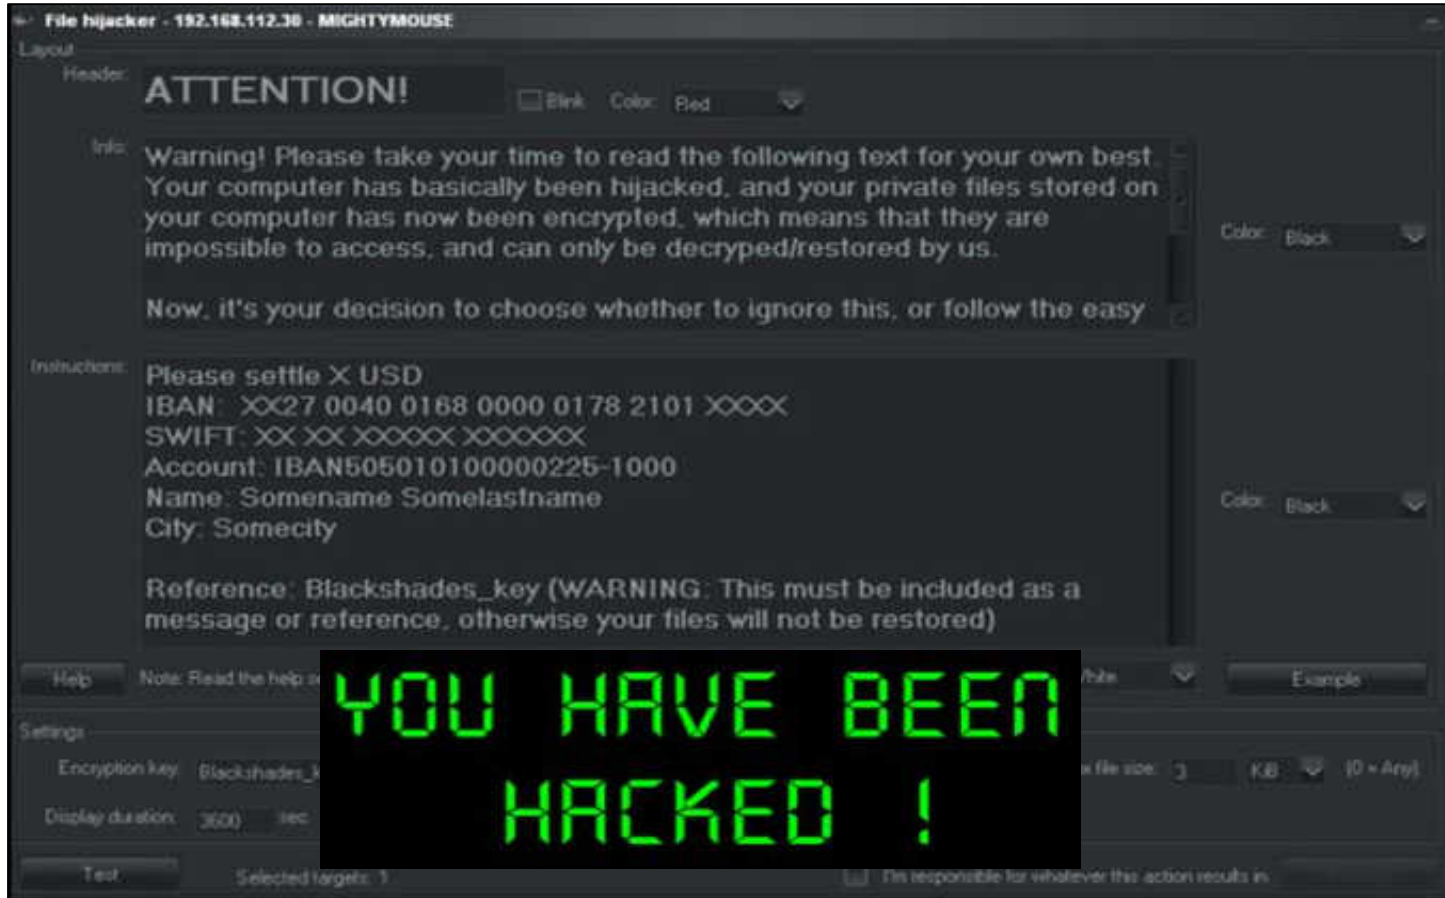 File hijacker - 192.168.112.30 - MIGHTYMOUSE
Layout
Header: ATTENTION! Blink Color: Red
Info: Warning! Please take your time to read the following text for your own best.
Your computer has basically been hijacked, and your private files stored on
your computer has now been encrypted, which means that they are
impossible to access, and can only be decryped/restored by us.
Color: Black
Now, it's your decision to choose whether to ignore this, or follow the easy
Instructions: Please settle X USD
IBAN: XX27 0040 0168 0000 0178 2101 XXXX
SWIFT: XX XX XXXXX XXXXXX
Account: IBAN505010100000225-1000
Name: Somename Somelastname
Color: Black
City: Somecity
Reference: Blackshades_key (WARNING: This must be included as a
message or reference, otherwise your files will not be restored)
Help Note: Read the help Example
YOU HAVE BEEN
HACKED !
Settings
Encryption key: Blackshades_k file size: 3 KiB (0 = Any)
Display duration: 3600 sec
Test Selected targets: 1 I'm responsible for whatever this action results in